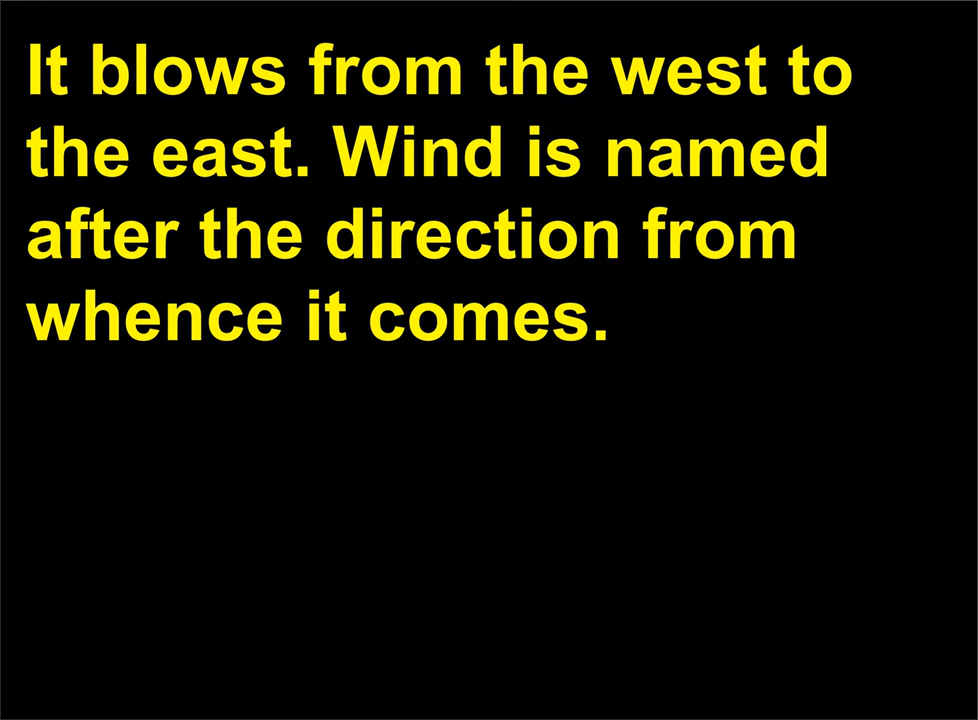 It blows from the west to
the east. Wind is named
after the direction from
whence it comes.